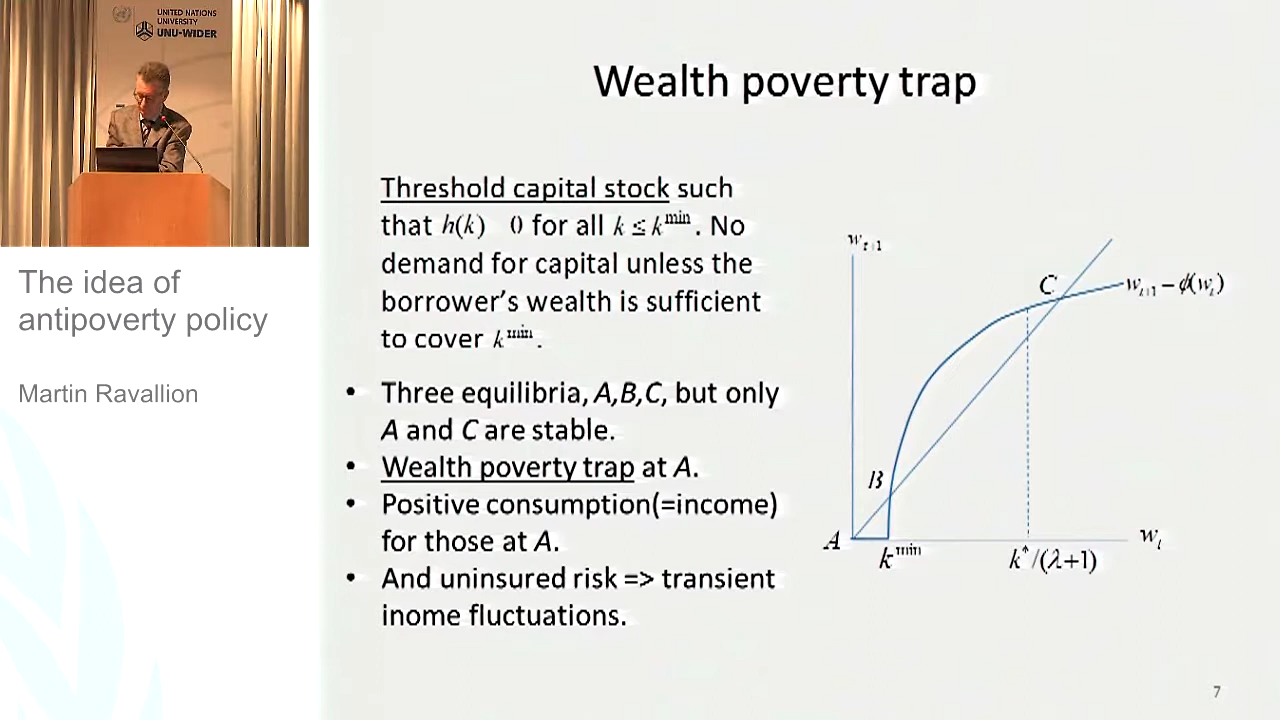 UNITED NATIONS
UNIVERSITY
UNU-WIDER
The idea of
antipoverty policy
Martin Ravallion
Wealth poverty trap
Threshold capital stock such
that h(k) 0 for all k ≤ k^min. No
demand for capital unless the
borrower's wealth is sufficient
to cover k^min.
• Three equilibria, A,B,C, but only
A and C are stable.
• Wealth poverty trap at A.
• Positive consumption(=income)
for those at A.
• And uninsured risk => transient
inome fluctuations.
w_t+1
C
w_t+1 – ϕ(w_t)
B
A
k^min
k*/(λ+1)
w_t
7